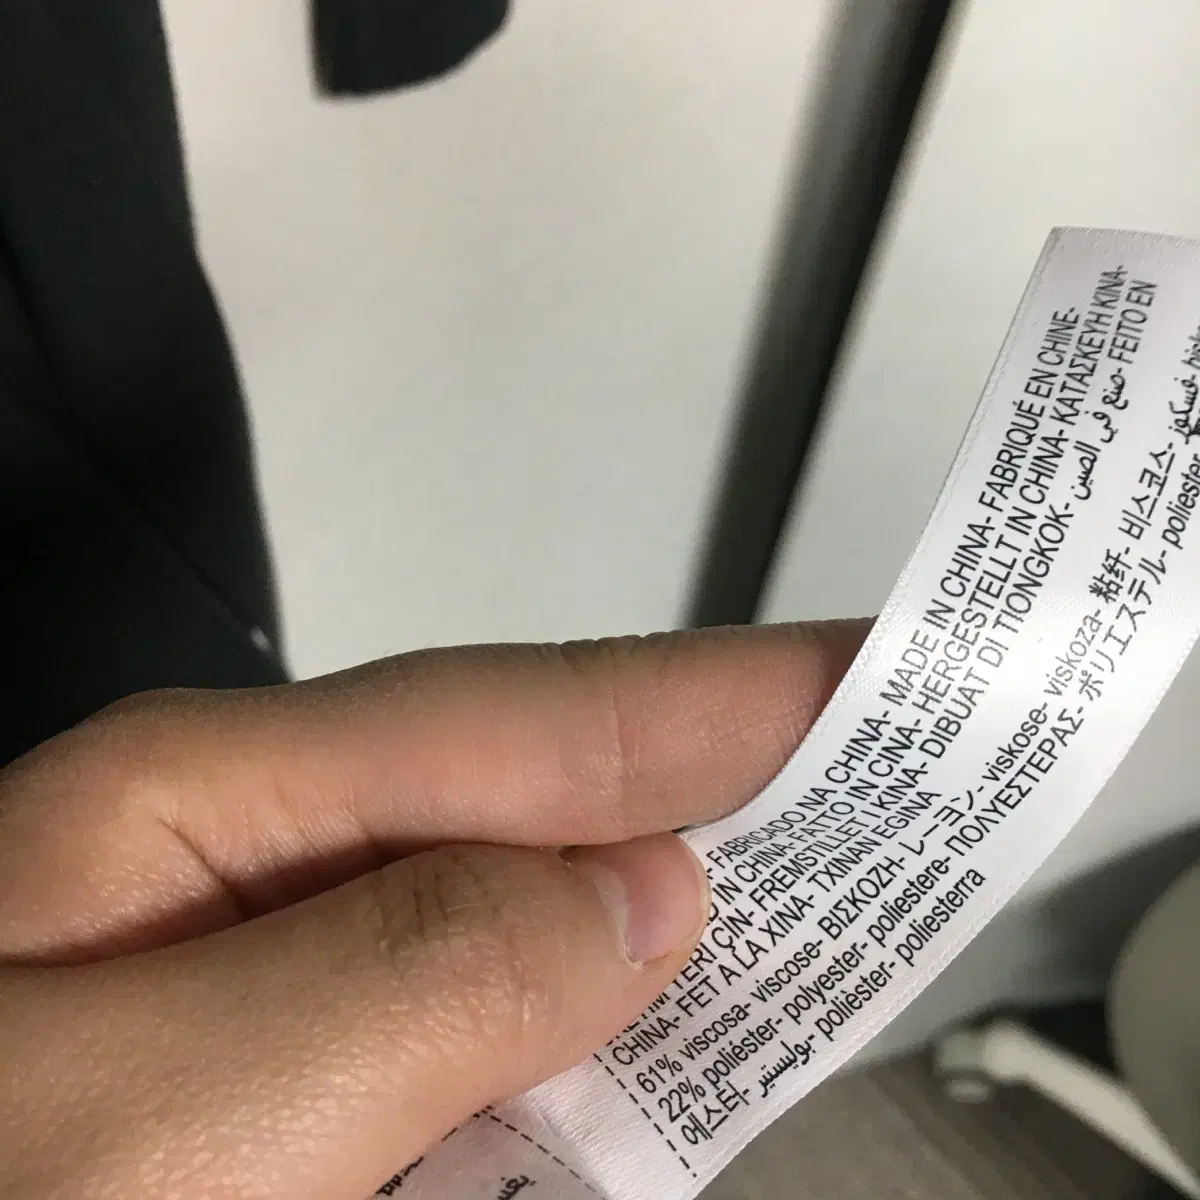 - FABRICADO NA CHINA- MADE IN CHINA- FABRIQUÉ EN CHINE-
IN CHINA- FATTO IN CINA- HERGESTELLT IN CHINA- ΚΑΤΑΣΚΕΥΗ ΚΙΝΑ-
YERİ ÇİN- FREMSTILLET I KINA- DIBUAT DI TIONGKOK- صنع في الصين- FEITO EN
CHINA- FET A LA XINA- TXINAN EGINA
61% viscosa- viscose- ΒΙΣΚΟΖΗ- レーヨン- viskose- viskoza- 粘纤- 비스코스- فسكوز-
22% poliéster- polyester- poliestere- ΠΟΛΥΕΣΤΕΡΑΣ- ポリエステル- poliester-
에스터- بوليستير- polièster- poliesterra